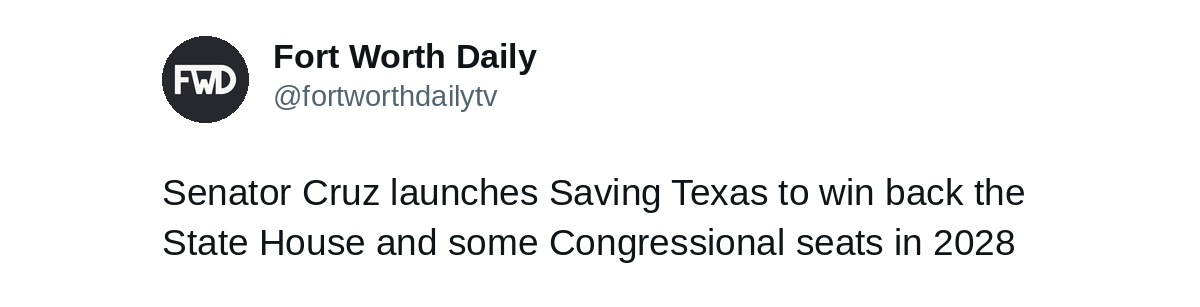 FWD
Fort Worth Daily
@fortworthdailytv
Senator Cruz launches Saving Texas to win back the
State House and some Congressional seats in 2028